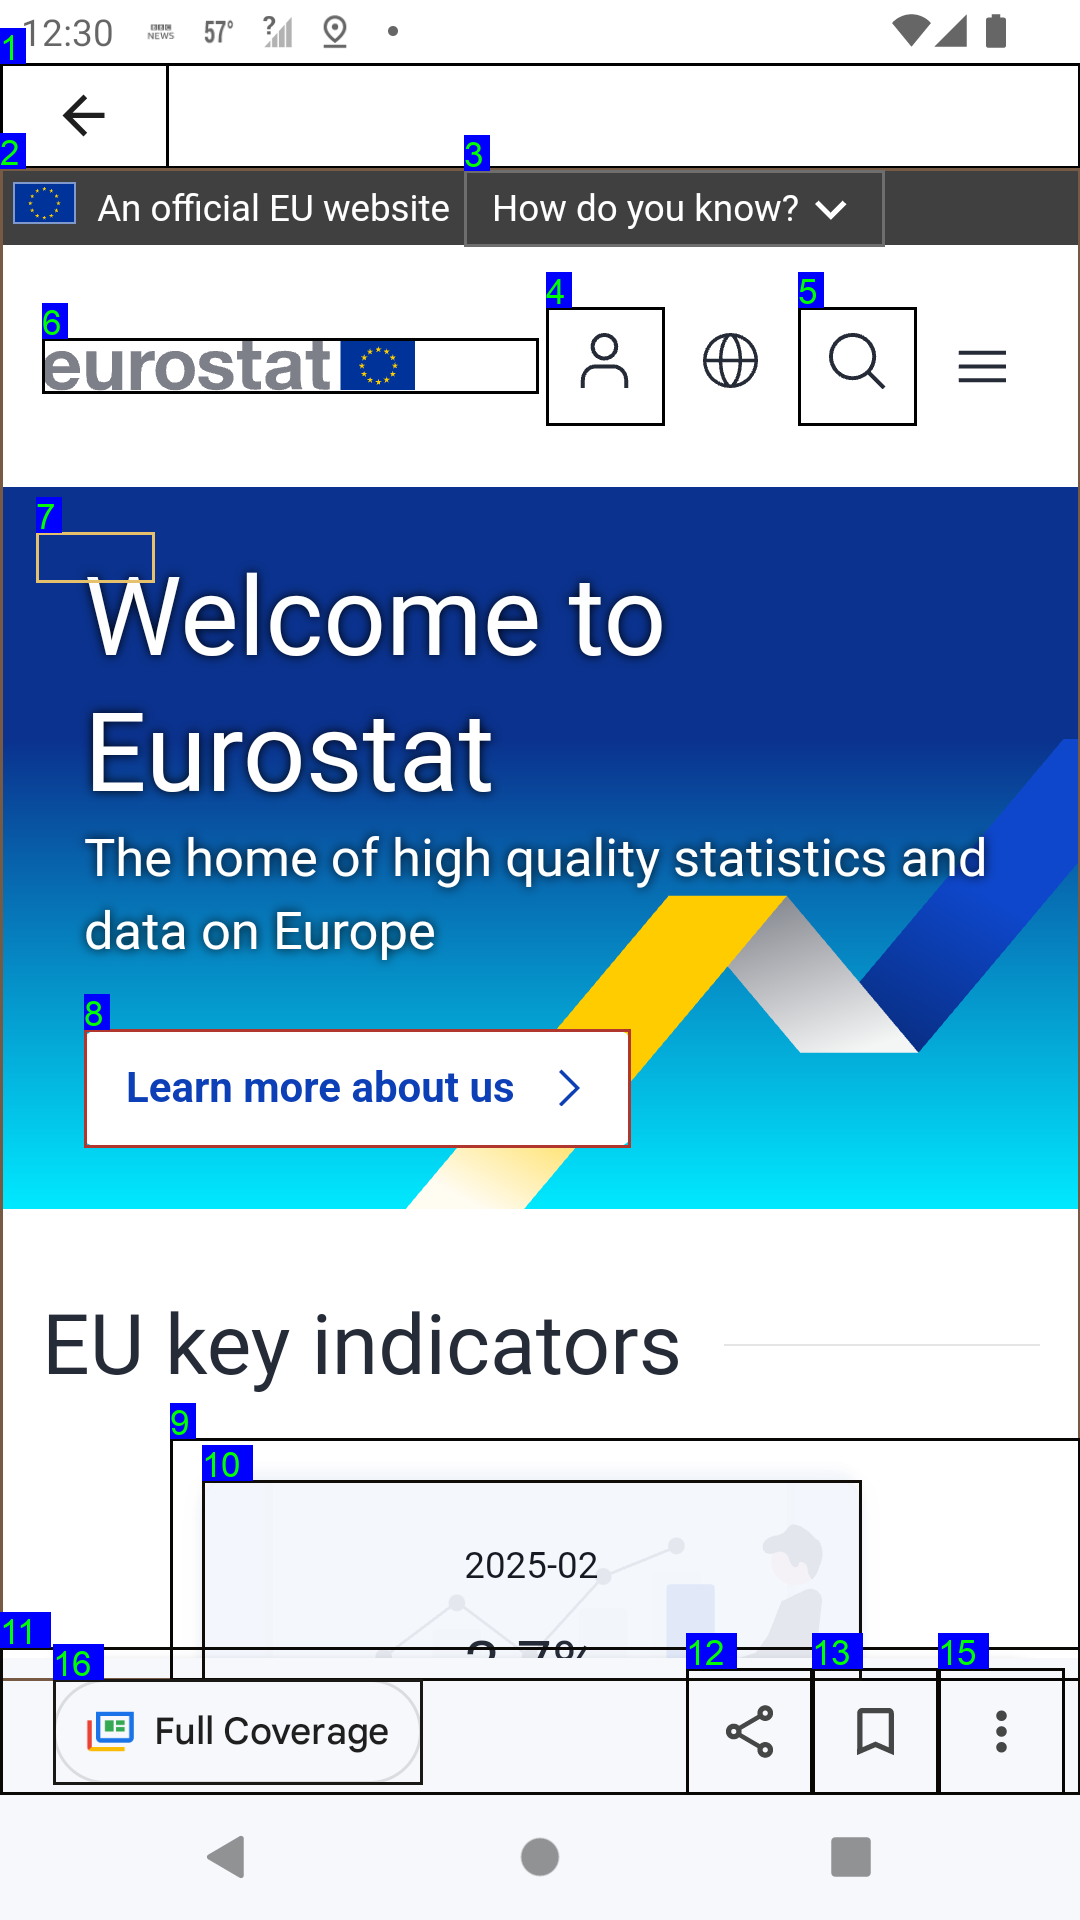 12:30
BBC NEWS
57°
?
1
2
3
An official EU website
How do you know?
4
5
6
eurostat
7
Welcome to
Eurostat
The home of high quality statistics and
data on Europe
8
Learn more about us
EU key indicators
9
10
2025-02
2.7%
11
12
13
15
16
Full Coverage